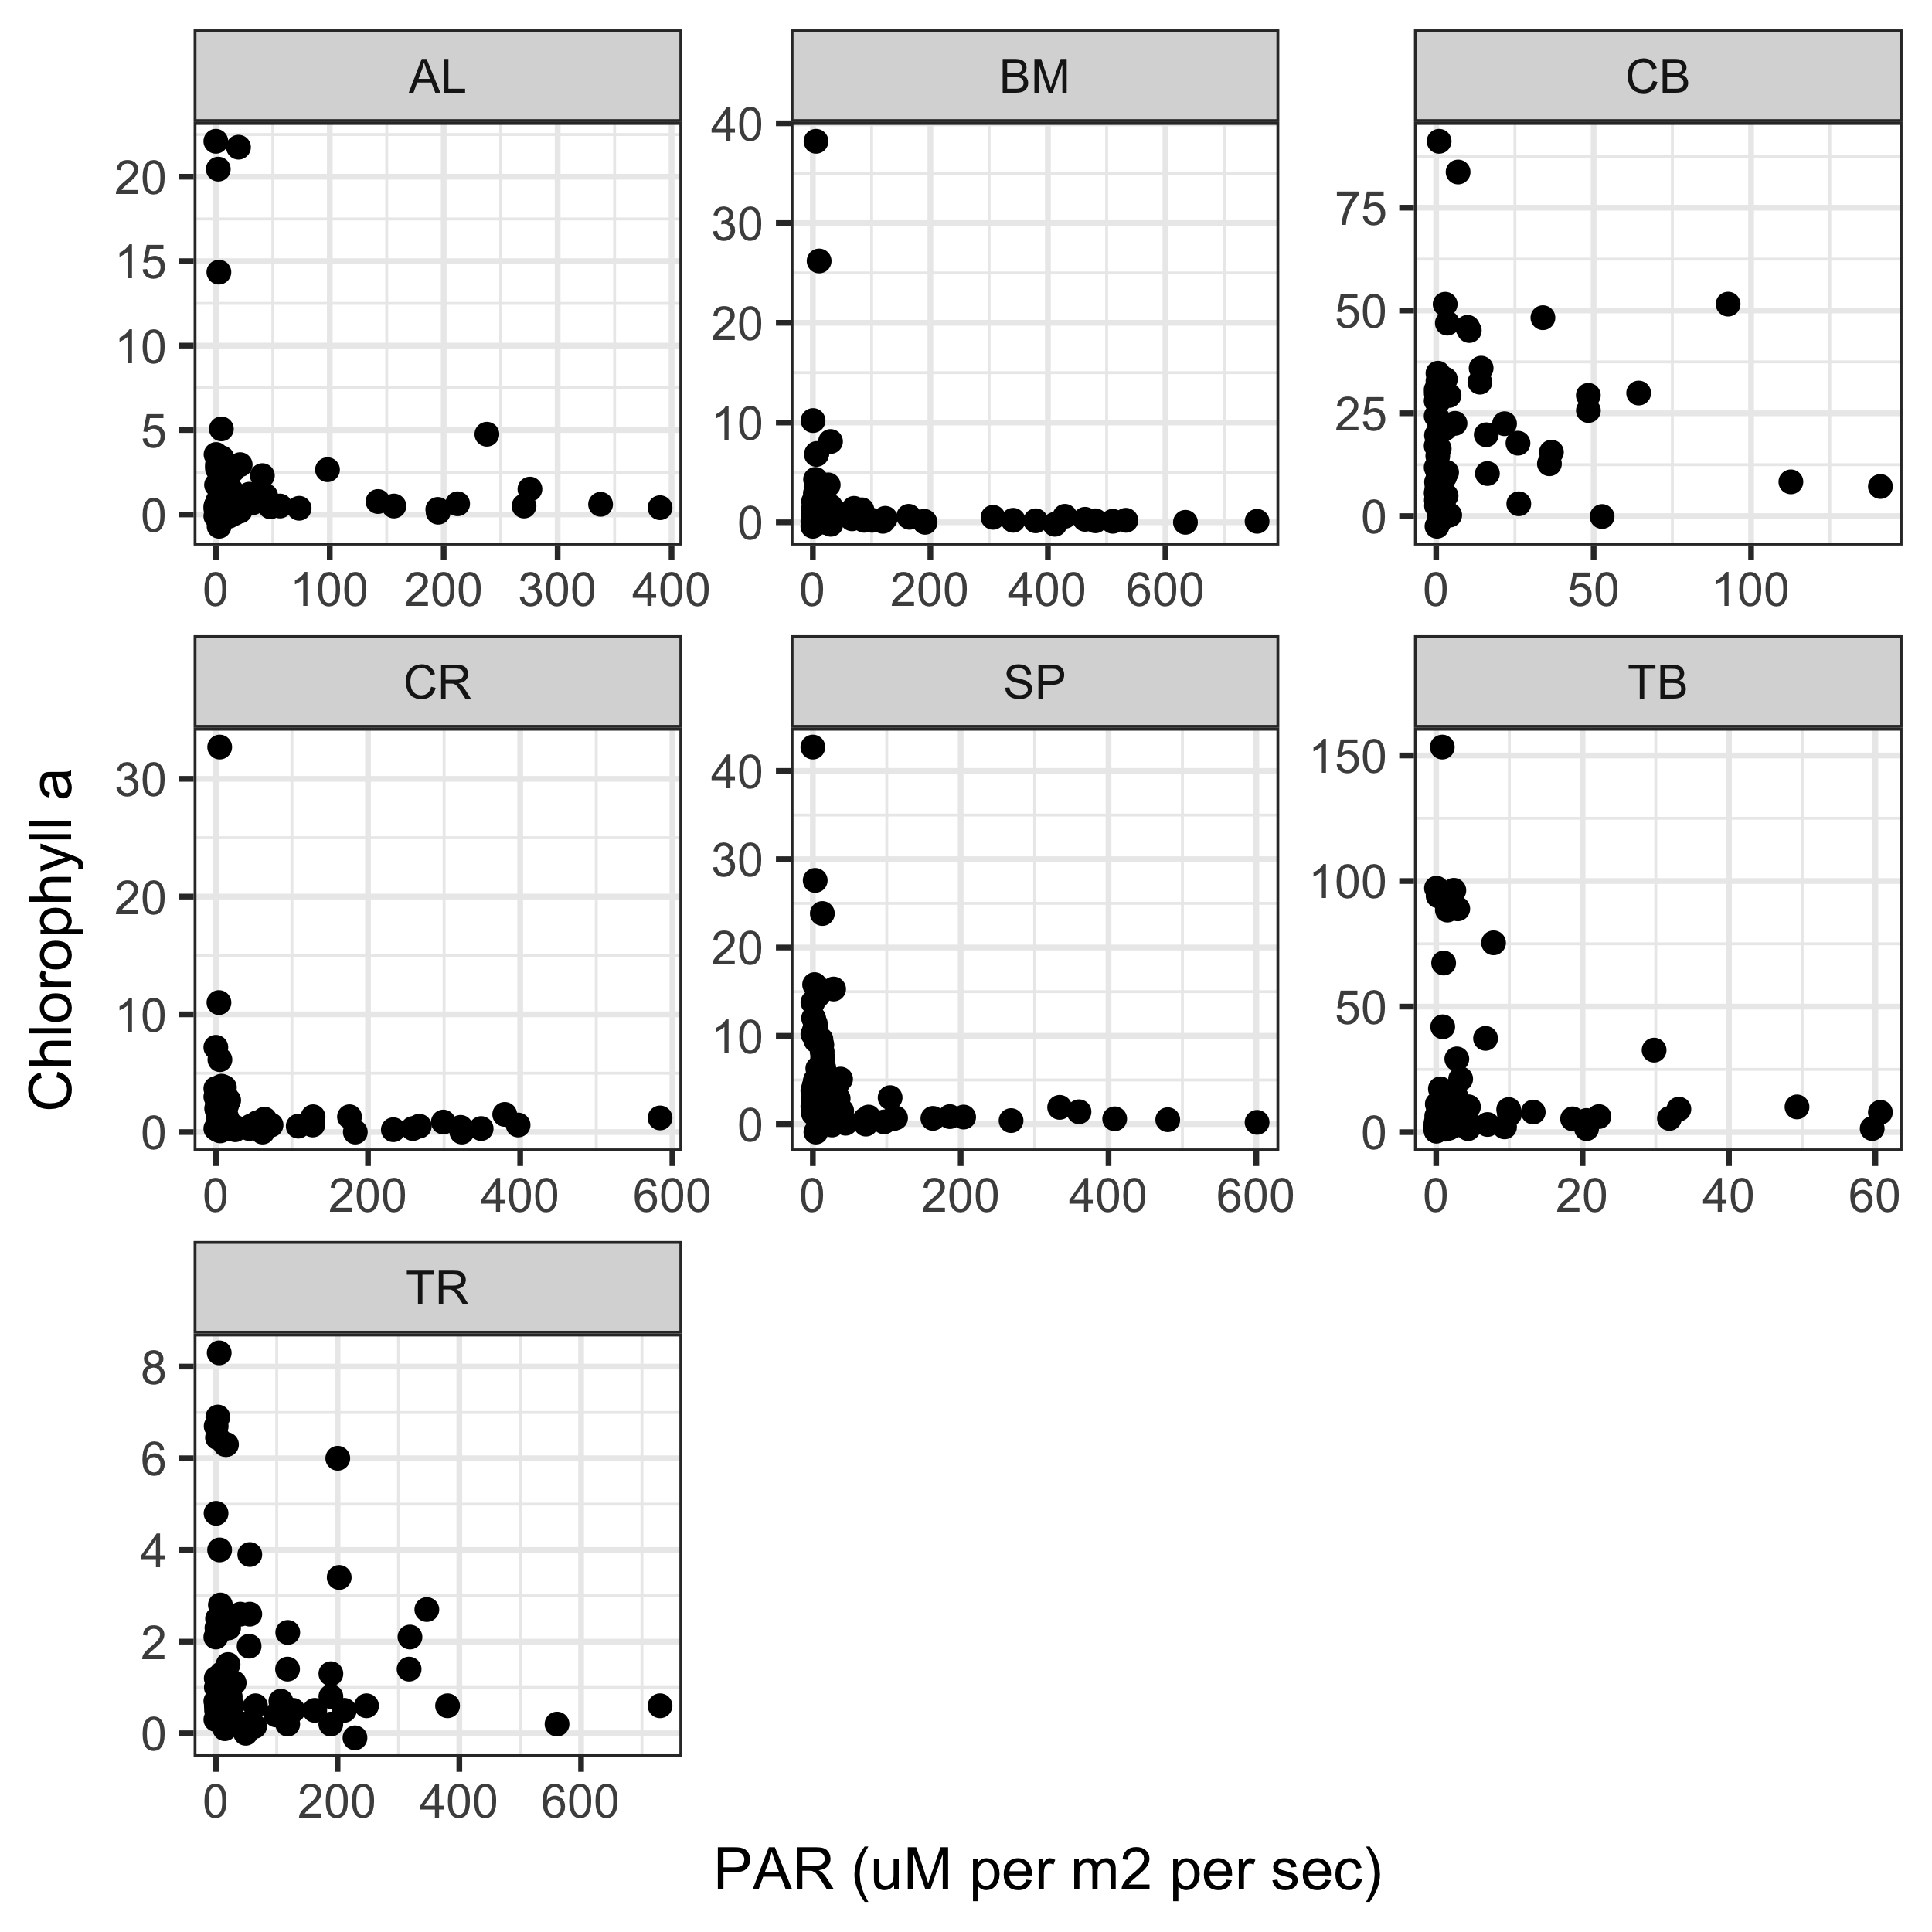 AL BM CB
20 40 75
15 30 50
10 20 25
5 10 0
0 0
0 100 200 300 400 0 200 400 600 0 50 100
CR SP TB
30 40 150
20 30 100
10 20 50
0 10 0
0
0 200 400 600 0 200 400 600 0 20 40 60
TR
8
6
4
2
0
0 200 400 600
Chlorophyll a
PAR (uM per m2 per sec)